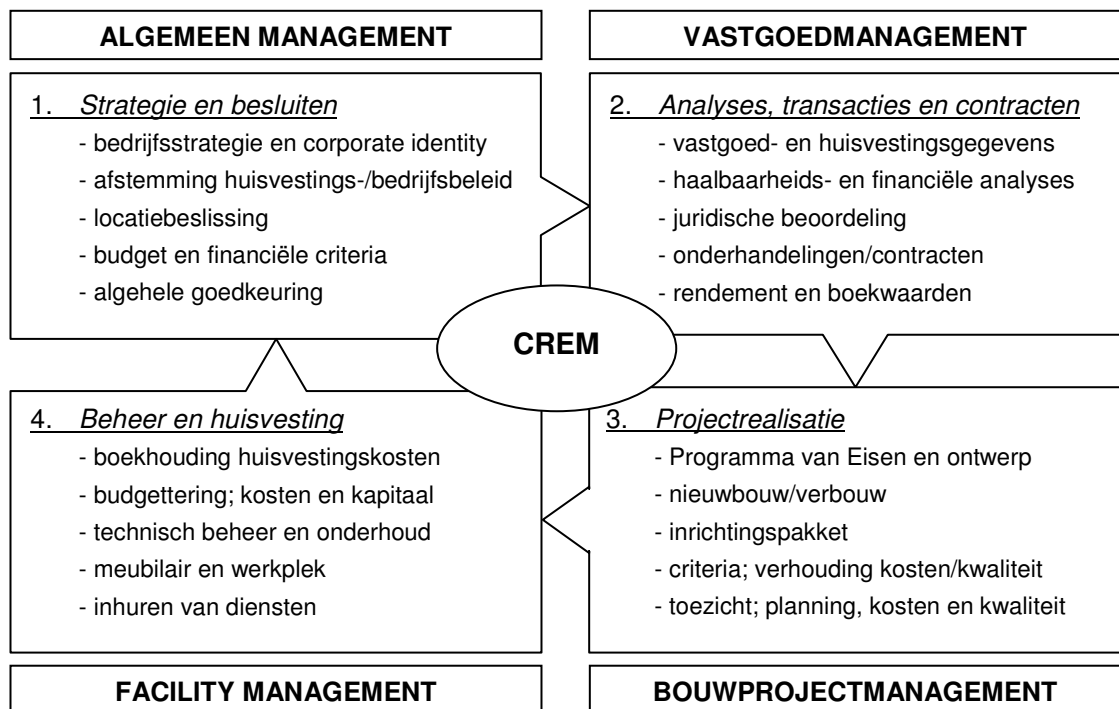 ALGEMEEN MANAGEMENT
VASTGOEDMANAGEMENT
1. Strategie en besluiten
- bedrijfsstrategie en corporate identity
- afstemming huisvestings-/bedrijfsbeleid
- locatiebeslissing
- budget en financiële criteria
- algehele goedkeuring
2. Analyses, transacties en contracten
- vastgoed- en huisvestingsgegevens
- haalbaarheids- en financiële analyses
- juridische beoordeling
- onderhandelingen/contracten
- rendement en boekwaarden
CREM
4. Beheer en huisvesting
- boekhouding huisvestingskosten
- budgettering; kosten en kapitaal
- technisch beheer en onderhoud
- meubilair en werkplek
- inhuren van diensten
3. Projectrealisatie
- Programma van Eisen en ontwerp
- nieuwbouw/verbouw
- inrichtingspakket
- criteria; verhouding kosten/kwaliteit
- toezicht; planning, kosten en kwaliteit
FACILITY MANAGEMENT
BOUWPROJECTMANAGEMENT